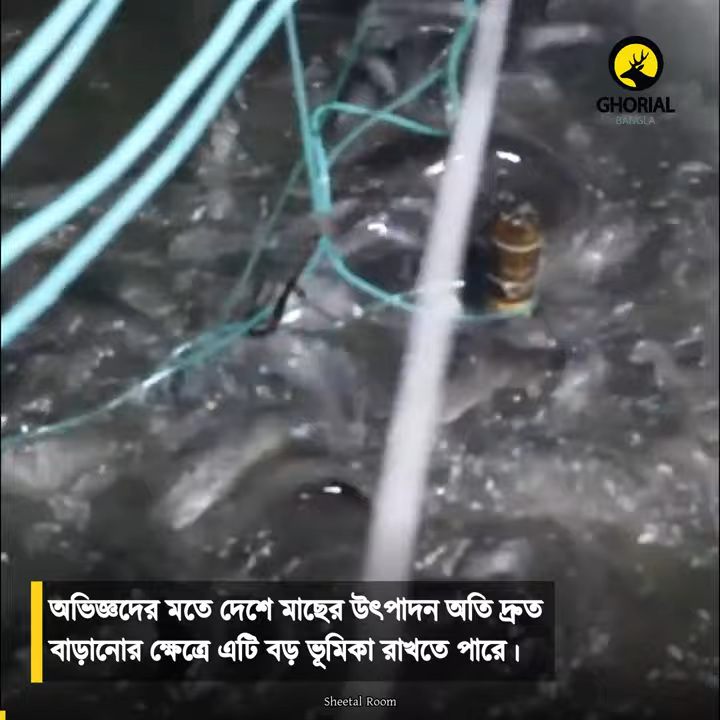 GHORIAL
BANGLA
অভিজ্ঞদের মতে দেশে মাছের উৎপাদন অতি দ্রুত
বাড়ানোর ক্ষেত্রে এটি বড় ভূমিকা রাখতে পারে।
Sheetal Room